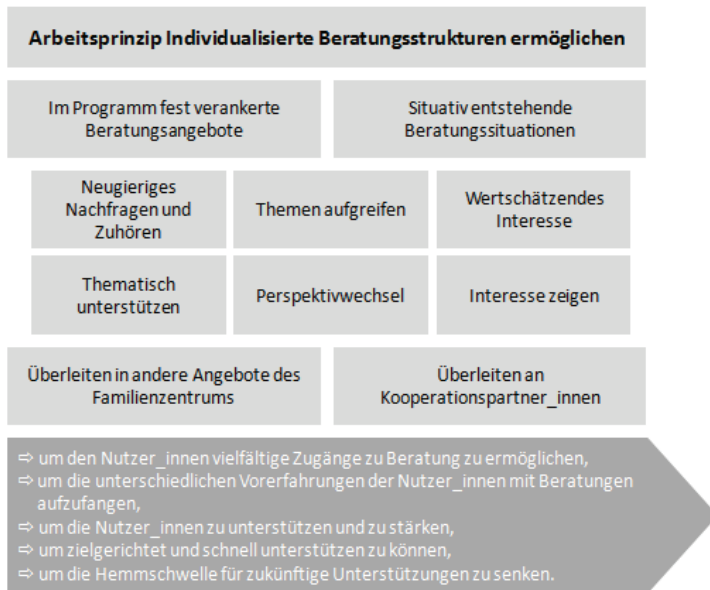 Arbeitsprinzip Individualisierte Beratungsstrukturen ermöglichen
Im Programm fest verankerte
Beratungsangebote
Situativ entstehende
Beratungssituationen
Neugieriges
Nachfragen und
Zuhören
Themen aufgreifen
Wertschätzendes
Interesse
Thematisch
unterstützen
Perspektivwechsel
Interesse zeigen
Überleiten in andere Angebote des
Familienzentrums
Überleiten an
Kooperationspartner_innen
⇨ um den Nutzer_innen vielfältige Zugänge zu Beratung zu ermöglichen,
⇨ um die unterschiedlichen Vorerfahrungen der Nutzer_innen mit Beratungen
aufzufangen,
⇨ um die Nutzer_innen zu unterstützen und zu stärken,
⇨ um zielgerichtet und schnell unterstützen zu können,
⇨ um die Hemmschwelle für zukünftige Unterstützungen zu senken.